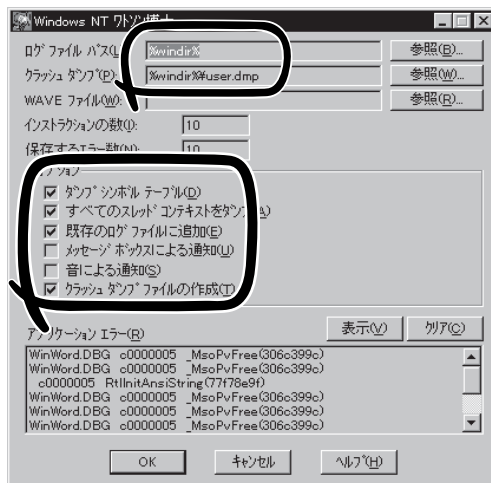 Windows NT ワトソン博士
ログ ファイル パス(L): %windir% 参照(B)...
クラッシュ ダンプ(P): %windir%¥user.dmp 参照(W)...
WAVE ファイル(W): 参照(R)...
インストラクションの数(I): 10
保存するエラー数(N): 10
オプション
ダンプ シンボル テーブル(D)
すべてのスレッド コンテキストをダンプ(A)
既存のログ ファイルに追加(E)
メッセージ ボックスによる通知(U)
音による通知(S)
クラッシュ ダンプ ファイルの作成(T)
アプリケーション エラー(R) 表示(V) クリア(C)
WinWord.DBG c0000005 _MsoPvFree(306c399c)
WinWord.DBG c0000005 _MsoPvFree(306c399c)
c0000005 RtlInitAnsiString(77f78e9f)
WinWord.DBG c0000005 _MsoPvFree(306c399c)
WinWord.DBG c0000005 _MsoPvFree(306c399c)
WinWord.DBG c0000005 _MsoPvFree(306c399c)
OK キャンセル ヘルプ(H)